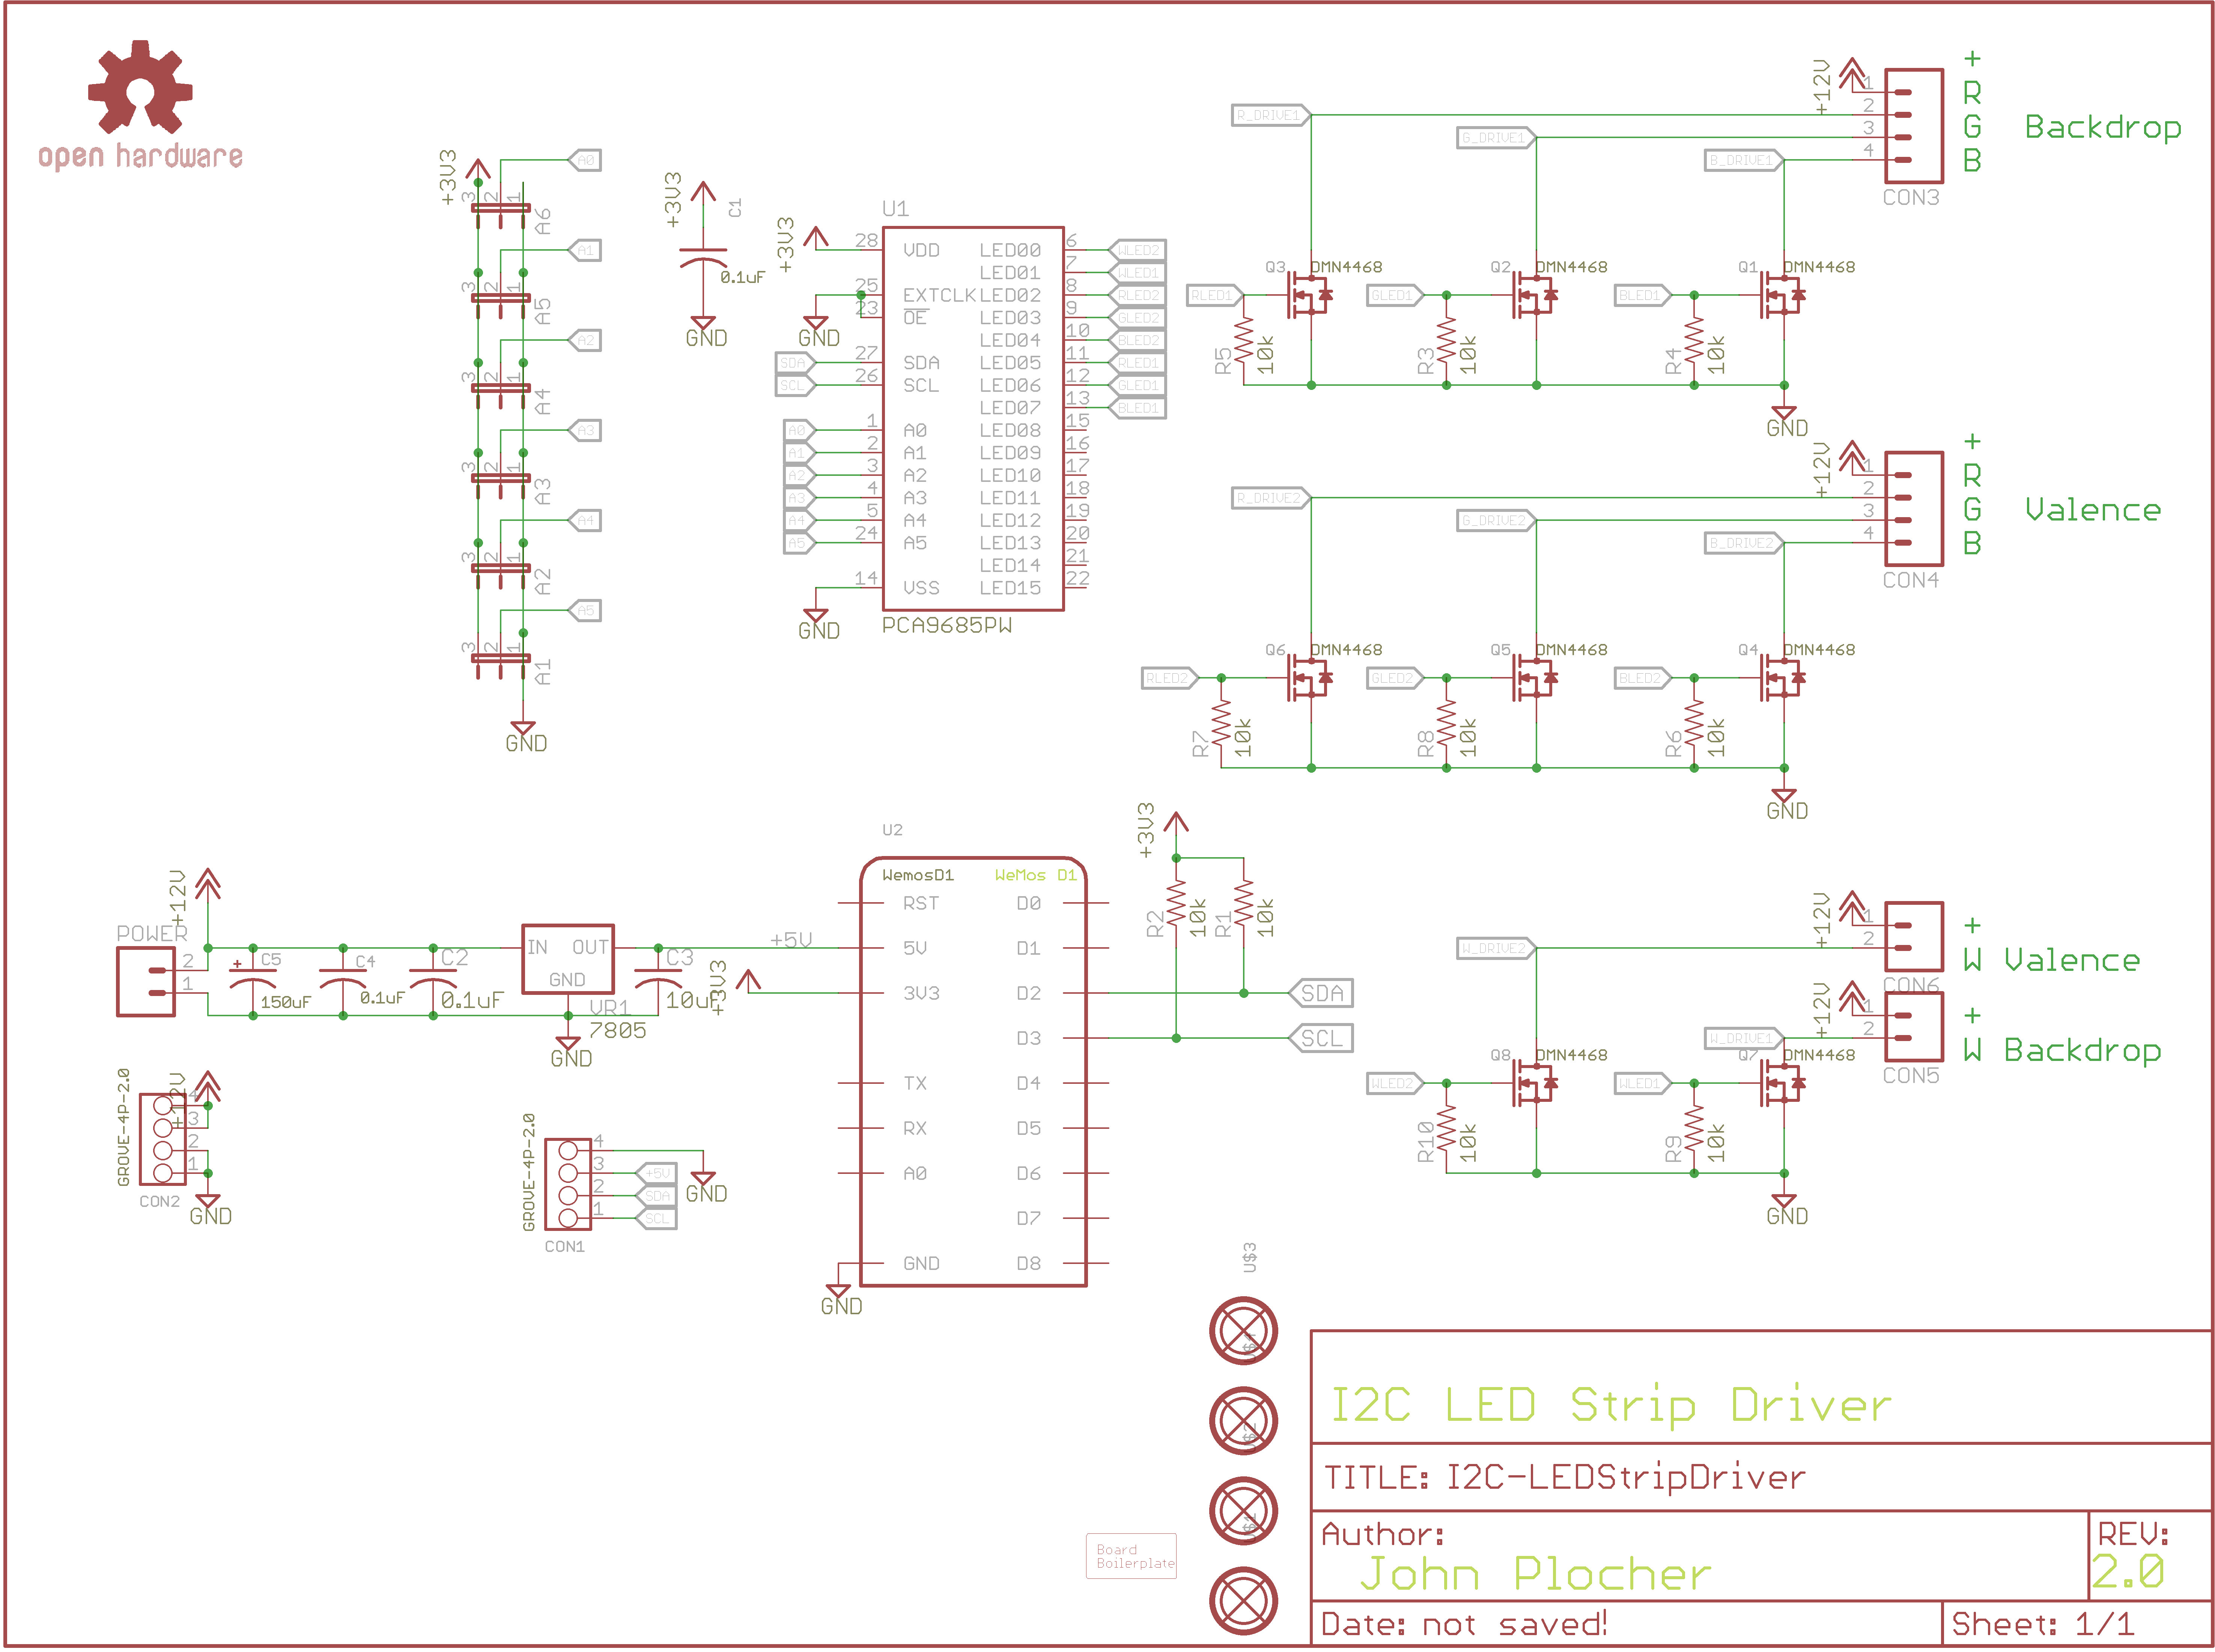 open hardware
+3V3
A0
3 2 1
A6
A1
3 2 1
A5
A2
3 2 1
A4
A3
3 2 1
A3
A4
3 2 1
A2
A5
3 2 1
A1
GND
+3V3
C1
0.1uF
GND
U1
+3V3
28 VDD
25 EXTCLK
23 OE
GND
SDA 27 SDA
SCL 26 SCL
A0 1 A0
A1 2 A1
A2 3 A2
A3 4 A3
A4 5 A4
A5 24 A5
14 VSS
GND
LED00 6 WLED2
LED01 7 WLED1
LED02 8 RLED2
LED03 9 GLED2
LED04 10 BLED2
LED05 11 RLED1
LED06 12 GLED1
LED07 13 BLED1
LED08 15
LED09 16
LED10 17
LED11 18
LED12 19
LED13 20
LED14 21
LED15 22
PCA9685PW
R_DRIVE1
G_DRIVE1
B_DRIVE1
+12V
1
2
3
4
CON3
+
R
G Backdrop
B
Q3 DMN4468
Q2 DMN4468
Q1 DMN4468
RLED1
GLED1
BLED1
R5 10k
R3 10k
R4 10k
GND
R_DRIVE2
G_DRIVE2
B_DRIVE2
+12V
1
2
3
4
CON4
+
R
G Valence
B
Q6 DMN4468
Q5 DMN4468
Q4 DMN4468
RLED2
GLED2
BLED2
R7 10k
R8 10k
R6 10k
GND
+12V
POWER
2
1
C5
150uF
C4
0.1uF
C2
0.1uF
IN OUT
GND
VR1
7805
GND
C3
10uF
+5V
+3V3
U2
WemosD1 WeMos D1
RST D0
5V D1
3V3 D2
D3
TX D4
RX D5
A0 D6
D7
GND D8
GND
+3V3
R2 10k
R1 10k
SDA
SCL
W_DRIVE2
+12V
1
2
CON6
+
W Valence
W_DRIVE1
+12V
1
2
CON5
+
W Backdrop
Q8 DMN4468
Q7 DMN4468
WLED2
WLED1
R10 10k
R9 10k
GND
GROVE-4P-2.0
+12V
4
3
2
1
CON2
GND
GROVE-4P-2.0
4
3 +5V
2 SDA
1 SCL
GND
CON1
U$3
Board
Boilerplate
I2C LED Strip Driver
TITLE: I2C-LEDStripDriver
Author:
John Plocher
REV:
2.0
Date: not saved!
Sheet: 1/1